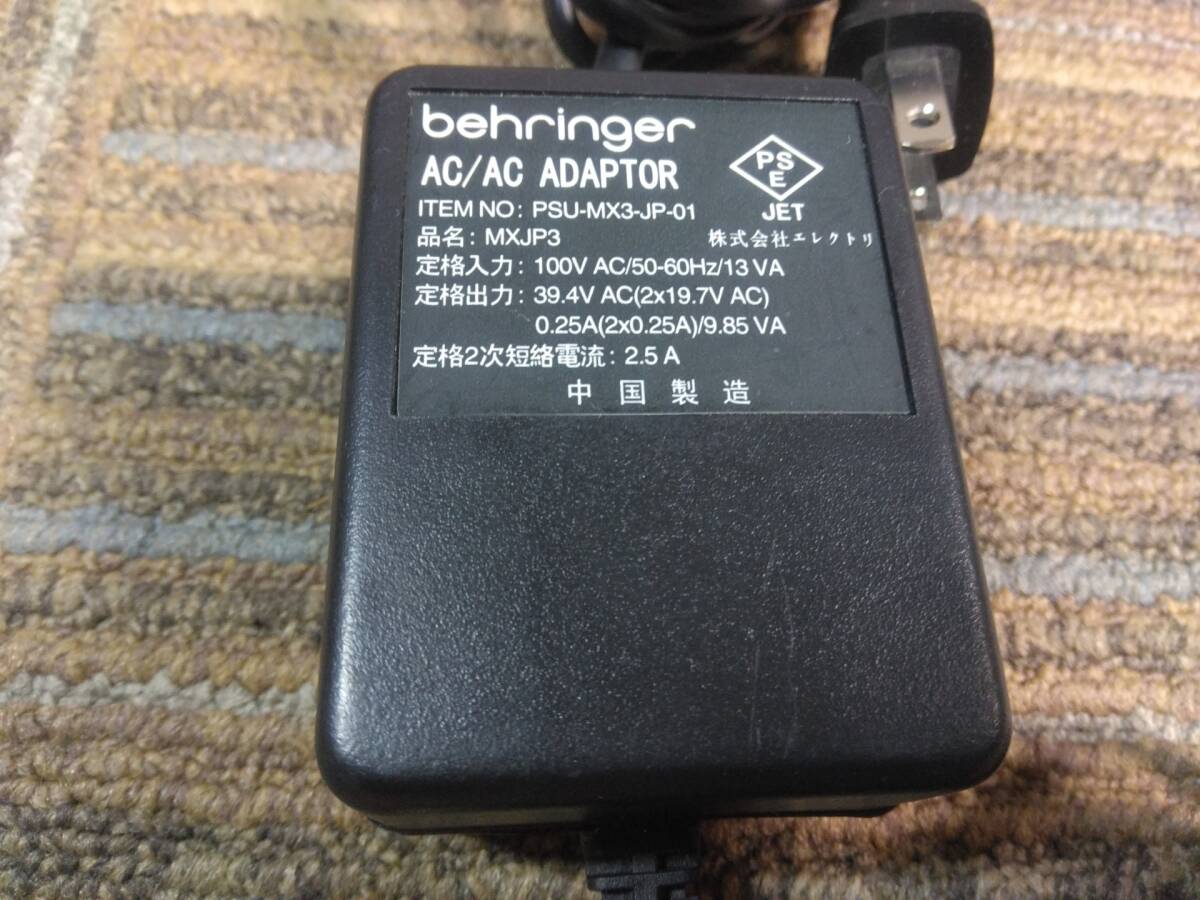 behringer
AC/AC ADAPTOR
PS
E
JET
ITEM NO: PSU-MX3-JP-01
品名: MXJP3
株式会社エレクトリ
定格入力: 100V AC/50-60Hz/13 VA
定格出力: 39.4V AC(2x19.7V AC)
0.25A(2x0.25A)/9.85 VA
定格2次短絡電流: 2.5 A
中国製造